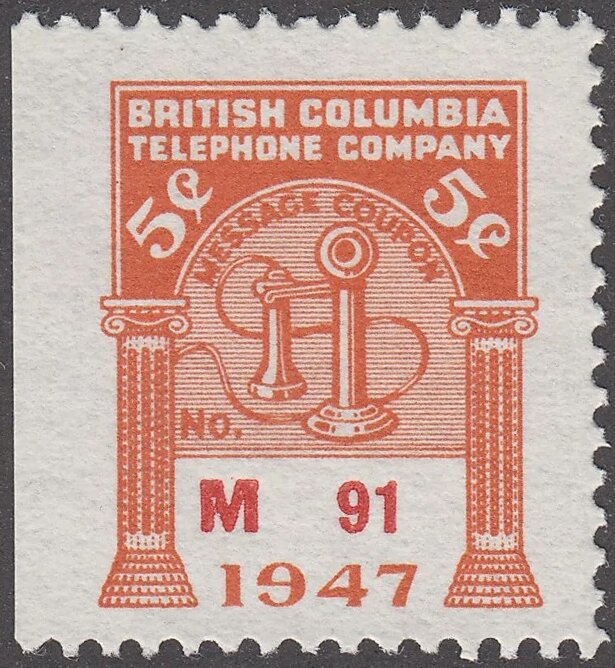 BRITISH COLUMBIA
TELEPHONE COMPANY
5¢ 5¢
MESSAGE COUPON
No.
M 91
1947